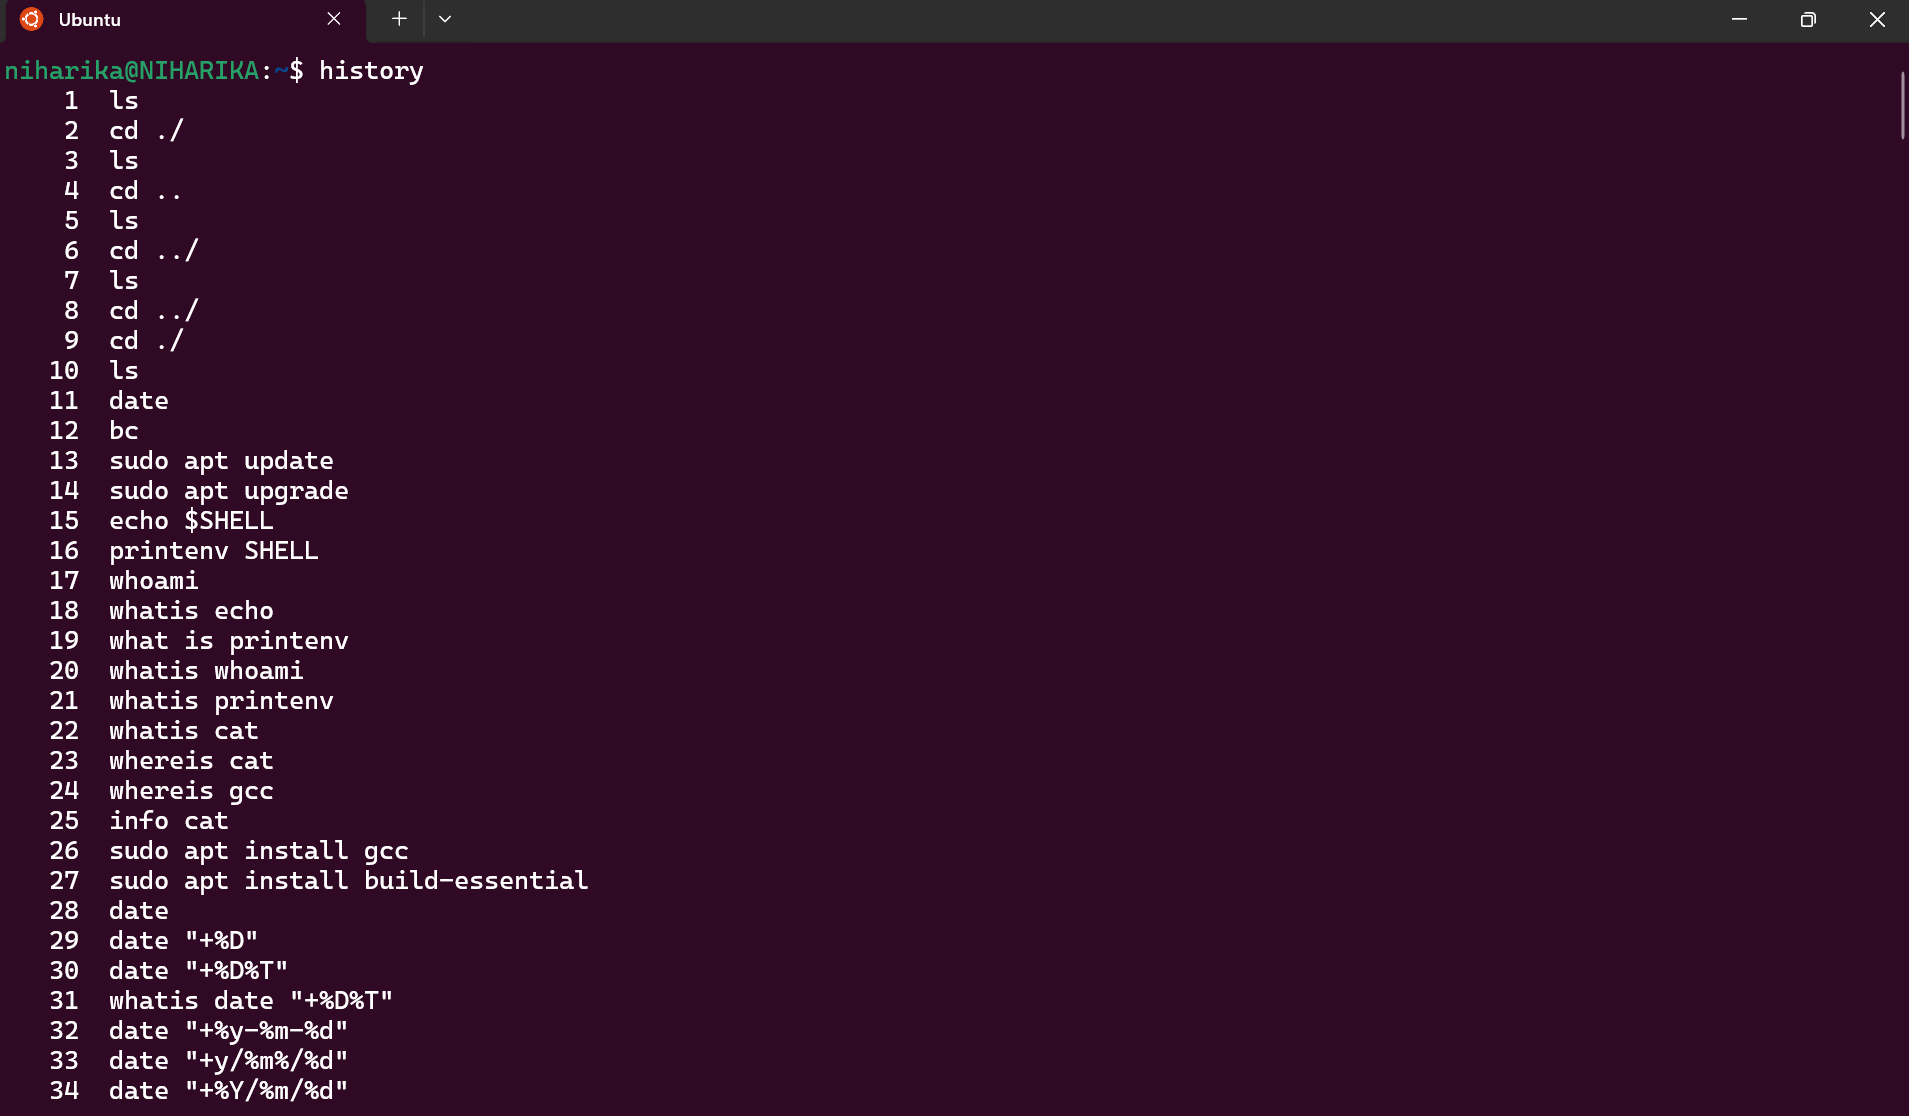 Ubuntu
niharika@NIHARIKA:~$ history
1 ls
2 cd ./
3 ls
4 cd ..
5 ls
6 cd ../
7 ls
8 cd ../
9 cd ./
10 ls
11 date
12 bc
13 sudo apt update
14 sudo apt upgrade
15 echo $SHELL
16 printenv SHELL
17 whoami
18 whatis echo
19 what is printenv
20 whatis whoami
21 whatis printenv
22 whatis cat
23 whereis cat
24 whereis gcc
25 info cat
26 sudo apt install gcc
27 sudo apt install build-essential
28 date
29 date "+%D"
30 date "+%D%T"
31 whatis date "+%D%T"
32 date "+%y-%m-%d"
33 date "+y/%m%/%d"
34 date "+%Y/%m/%d"